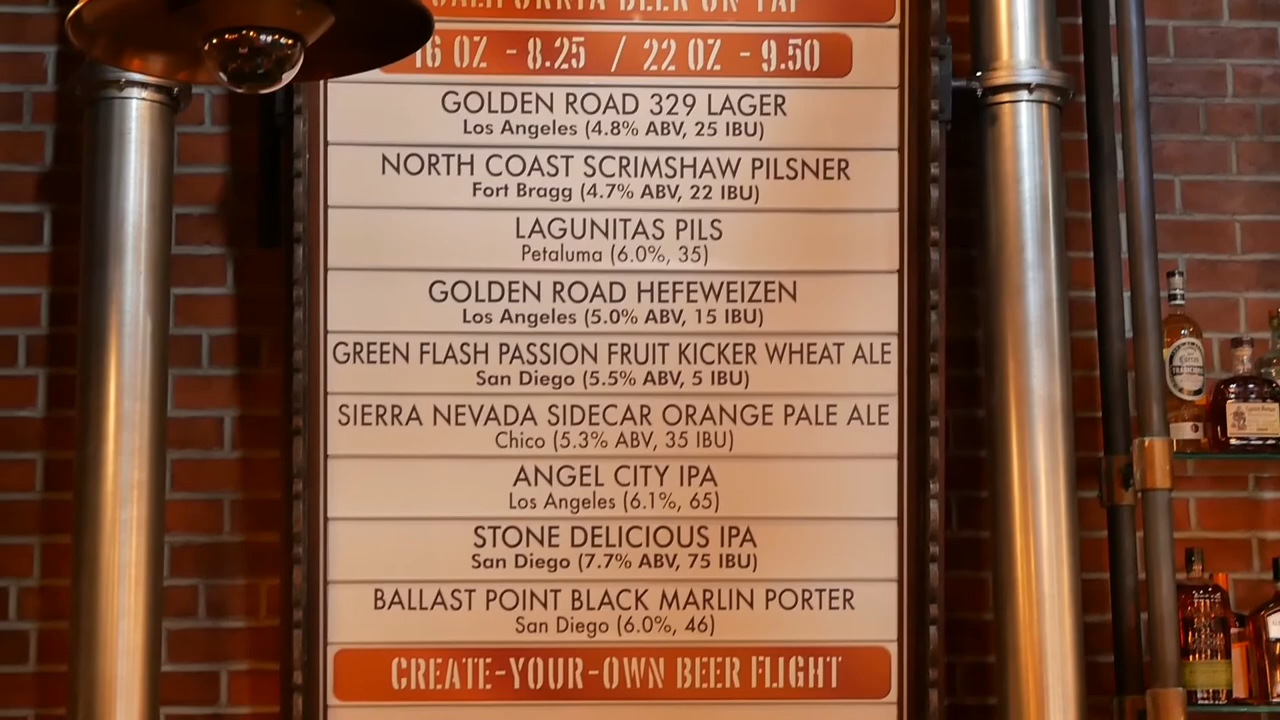 CALIFORNIA BEER ON TAP
16 OZ - 8.25 / 22 OZ - 9.50
GOLDEN ROAD 329 LAGER
Los Angeles (4.8% ABV, 25 IBU)
NORTH COAST SCRIMSHAW PILSNER
Fort Bragg (4.7% ABV, 22 IBU)
LAGUNITAS PILS
Petaluma (6.0%, 35)
GOLDEN ROAD HEFEWEIZEN
Los Angeles (5.0% ABV, 15 IBU)
GREEN FLASH PASSION FRUIT KICKER WHEAT ALE
San Diego (5.5% ABV, 5 IBU)
SIERRA NEVADA SIDECAR ORANGE PALE ALE
Chico (5.3% ABV, 35 IBU)
ANGEL CITY IPA
Los Angeles (6.1%, 65)
STONE DELICIOUS IPA
San Diego (7.7% ABV, 75 IBU)
BALLAST POINT BLACK MARLIN PORTER
San Diego (6.0%, 46)
CREATE-YOUR-OWN BEER FLIGHT